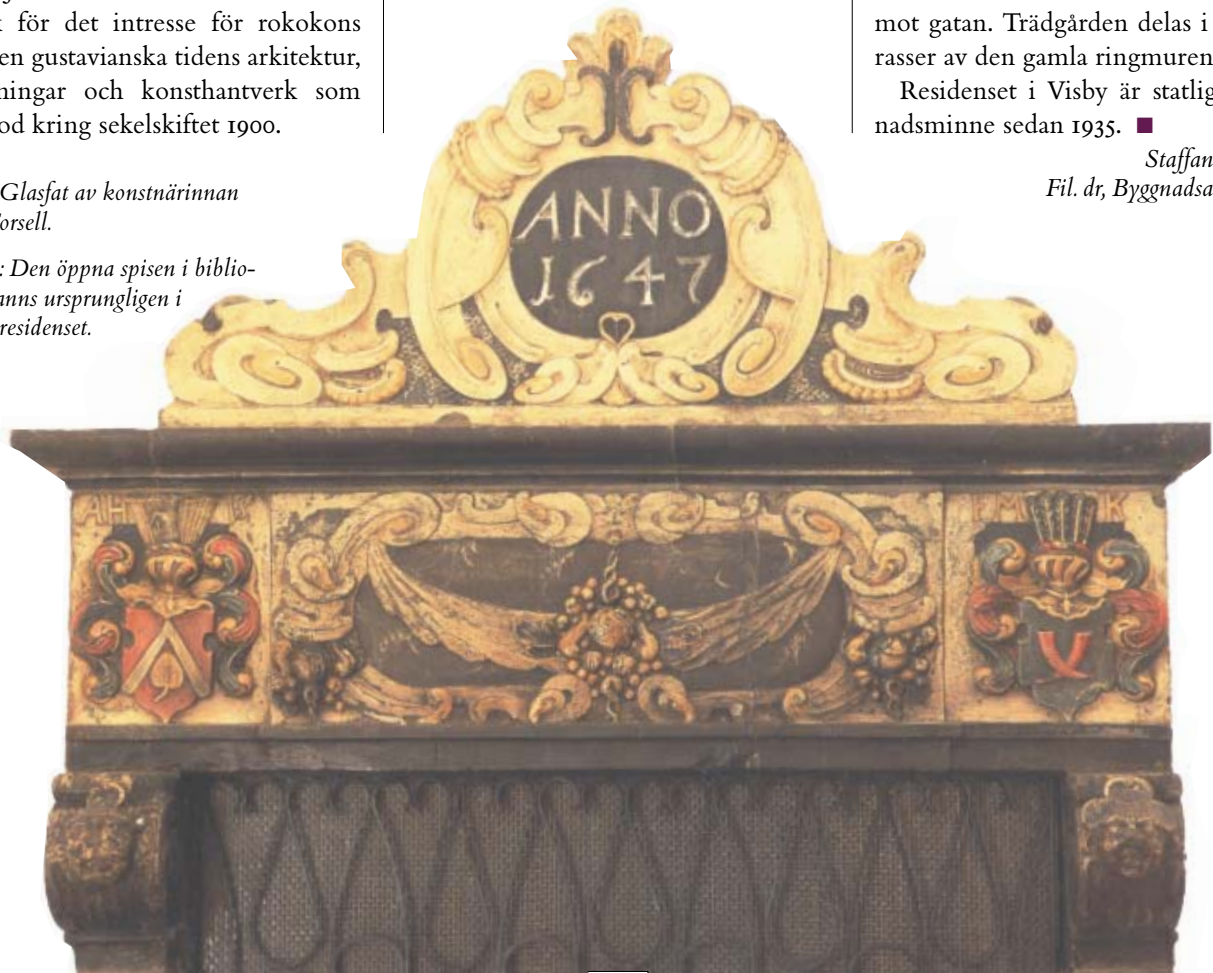 för det intresse för rokokons
en gustavianska tidens arkitektur,
ningar och konsthantverk som
od kring sekelskiftet 1900.
Glasfat av konstnärinnan
orsell.
: Den öppna spisen i biblio-
anns ursprungligen i
residenset.
mot gatan. Trädgården delas i
rasser av den gamla ringmuren
Residenset i Visby är statlig
nadsminne sedan 1935.
Staffan
Fil. dr, Byggnadsa
ANNO
1647
AH K
M K